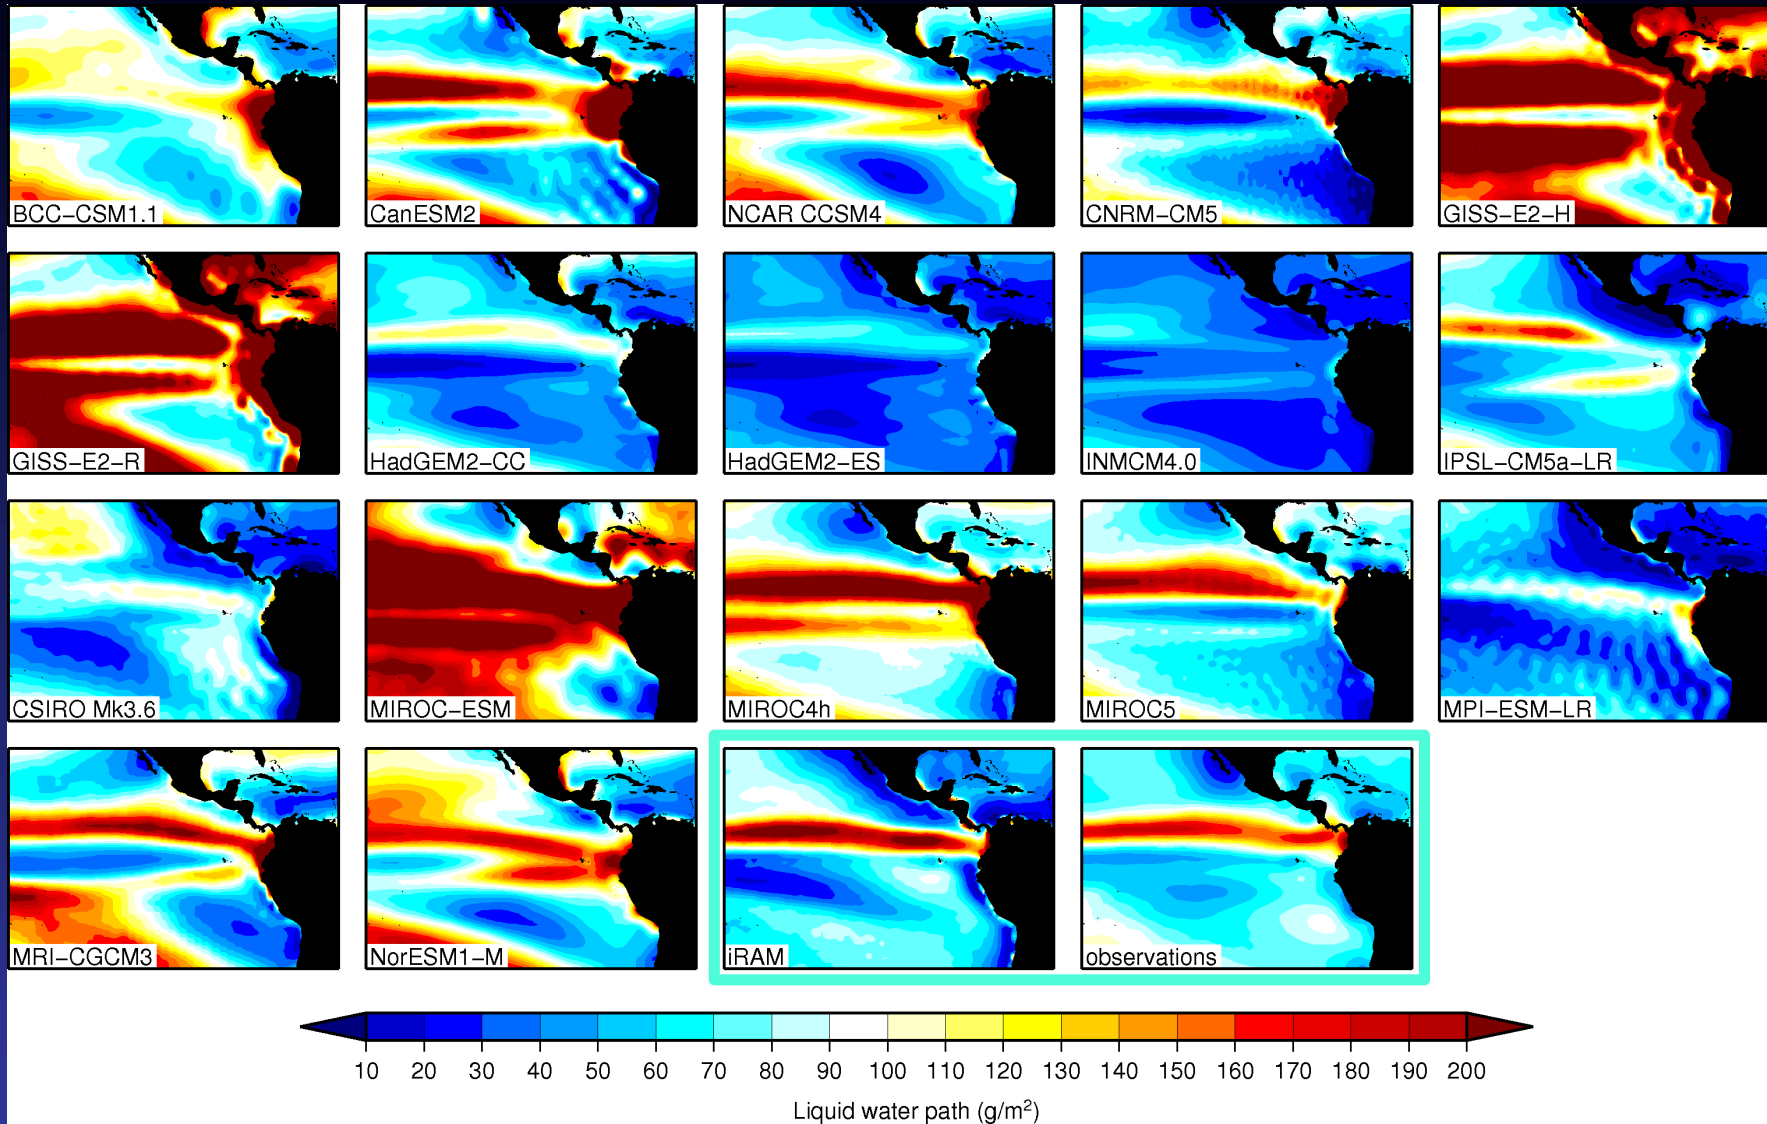 BCC−CSM1.1
CanESM2
NCAR CCSM4
CNRM−CM5
GISS−E2−H
GISS−E2−R
HadGEM2−CC
HadGEM2−ES
INMCM4.0
IPSL−CM5a−LR
CSIRO Mk3.6
MIROC−ESM
MIROC4h
MIROC5
MPI−ESM−LR
MRI−CGCM3
NorESM1−M
iRAM
observations
10 20 30 40 50 60 70 80 90 100 110 120 130 140 150 160 170 180 190 200
Liquid water path (g/m²)